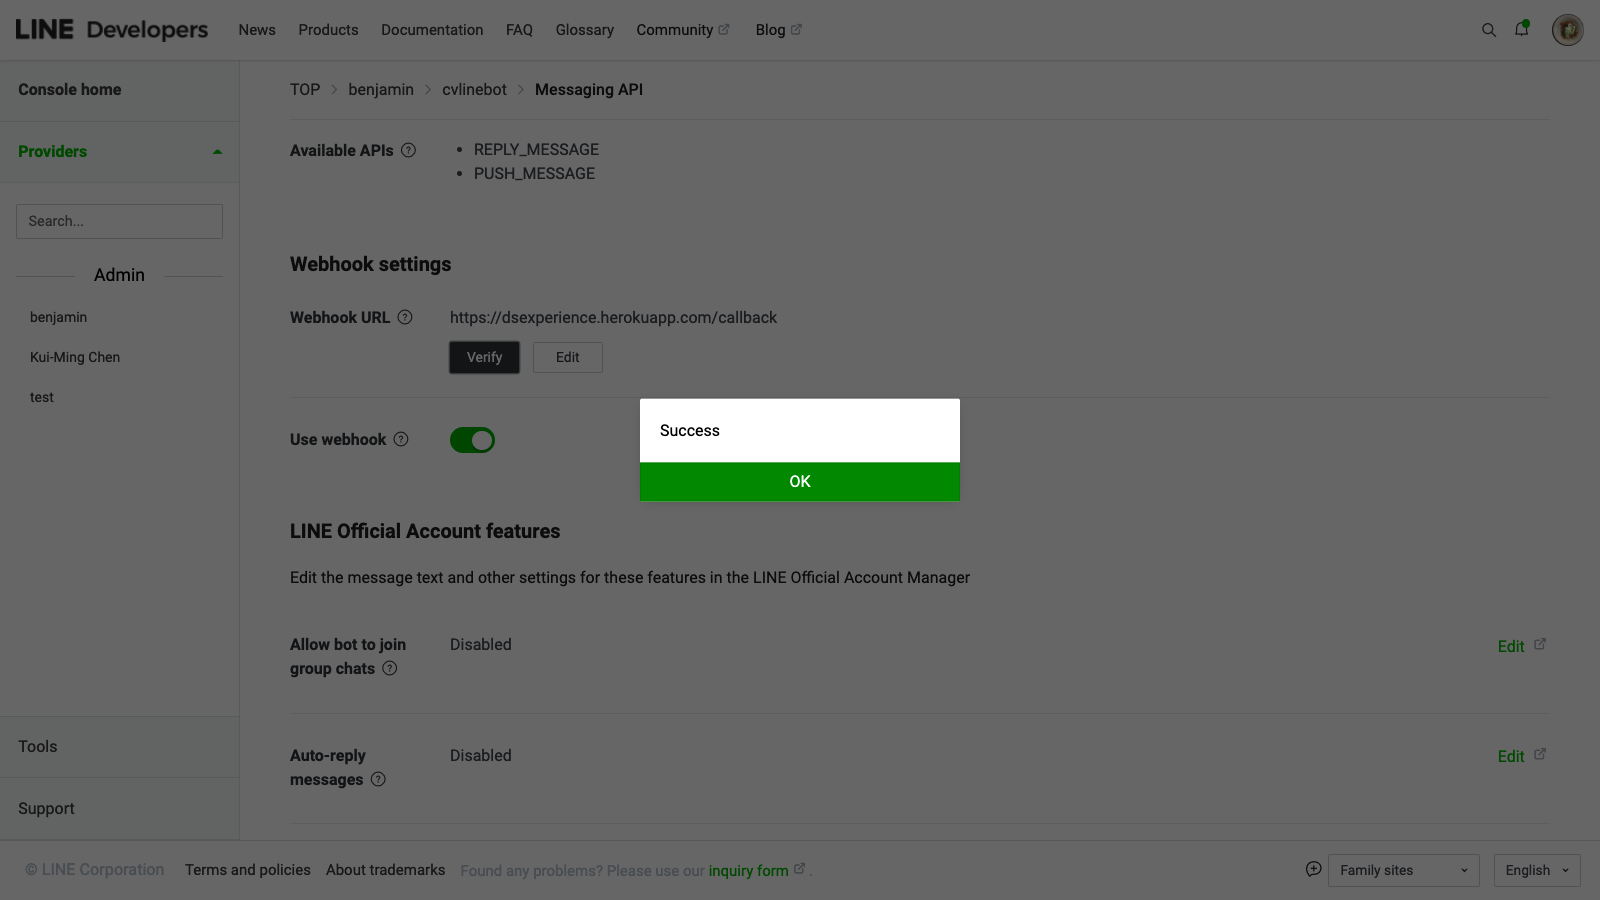 LINE Developers
News
Products
Documentation
FAQ
Glossary
Community
Blog
Console home
Providers
Search...
Admin
benjamin
Kui-Ming Chen
test
Tools
Support
TOP > benjamin > cvlinebot > Messaging API
Available APIs ?
• REPLY_MESSAGE
• PUSH_MESSAGE
Webhook settings
Webhook URL ?
https://dsexperience.herokuapp.com/callback
Verify
Edit
Use webhook ?
Success
OK
LINE Official Account features
Edit the message text and other settings for these features in the LINE Official Account Manager
Allow bot to join
group chats ?
Disabled
Edit
Auto-reply
messages ?
Disabled
Edit
© LINE Corporation
Terms and policies
About trademarks
Found any problems? Please use our inquiry form .
Family sites
English